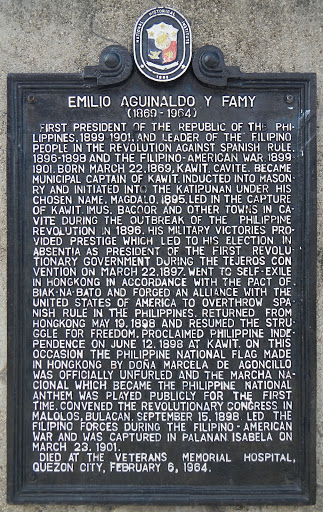 NATIONAL HISTORICAL INSTITUTE
EMILIO AGUINALDO Y FAMY
(1869-1964)
FIRST PRESIDENT OF THE REPUBLIC OF THE PHI-
LIPPINES, 1899 1901, AND LEADER OF THE FILIPINO
PEOPLE IN THE REVOLUTION AGAINST SPANISH RULE,
1896-1898 AND THE FILIPINO-AMERICAN WAR 1899
1901. BORN MARCH 22, 1869, KAWIT, CAVITE. BECAME
MUNICIPAL CAPTAIN OF KAWIT, INDUCTED INTO MASON-
RY AND INITIATED INTO THE KATIPUNAN UNDER HIS
CHOSEN NAME, MAGDALO, 1895. LED IN THE CAPTURE
OF KAWIT, IMUS, BACOOR AND OTHER TOWNS IN CA-
VITE DURING THE OUTBREAK OF THE PHILIPPINE
REVOLUTION IN 1896. HIS MILITARY VICTORIES PRO-
VIDED PRESTIGE WHICH LED TO HIS ELECTION IN
ABSENTIA AS PRESIDENT OF THE FIRST REVOLU-
TIONARY GOVERNMENT DURING THE TEJEROS CON-
VENTION ON MARCH 22, 1897. WENT TO SELF-EXILE
IN HONGKONG IN ACCORDANCE WITH THE PACT OF
BIAK-NA-BATO AND FORGED AN ALLIANCE WITH THE
UNITED STATES OF AMERICA TO OVERTHROW SPA-
NISH RULE IN THE PHILIPPINES. RETURNED FROM
HONGKONG MAY 19, 1898 AND RESUMED THE STRU-
GGLE FOR FREEDOM. PROCLAIMED PHILIPPINE INDE-
PENDENCE ON JUNE 12, 1898 AT KAWIT. ON THIS
OCCASION THE PHILIPPINE NATIONAL FLAG MADE
IN HONGKONG BY DOÑA MARCELA DE AGONCILLO
WAS OFFICIALLY UNFURLED AND THE MARCHA NA-
CIONAL WHICH BECAME THE PHILIPPINE NATIONAL
ANTHEM WAS PLAYED PUBLICLY FOR THE FIRST
TIME. CONVENED THE REVOLUTIONARY CONGRESS IN
MALOLOS, BULACAN, SEPTEMBER 15, 1898. LED THE
FILIPINO FORCES DURING THE FILIPINO-AMERICAN
WAR AND WAS CAPTURED IN PALANAN ISABELA ON
MARCH 23, 1901.
DIED AT THE VETERANS MEMORIAL HOSPITAL,
QUEZON CITY, FEBRUARY 6, 1964.